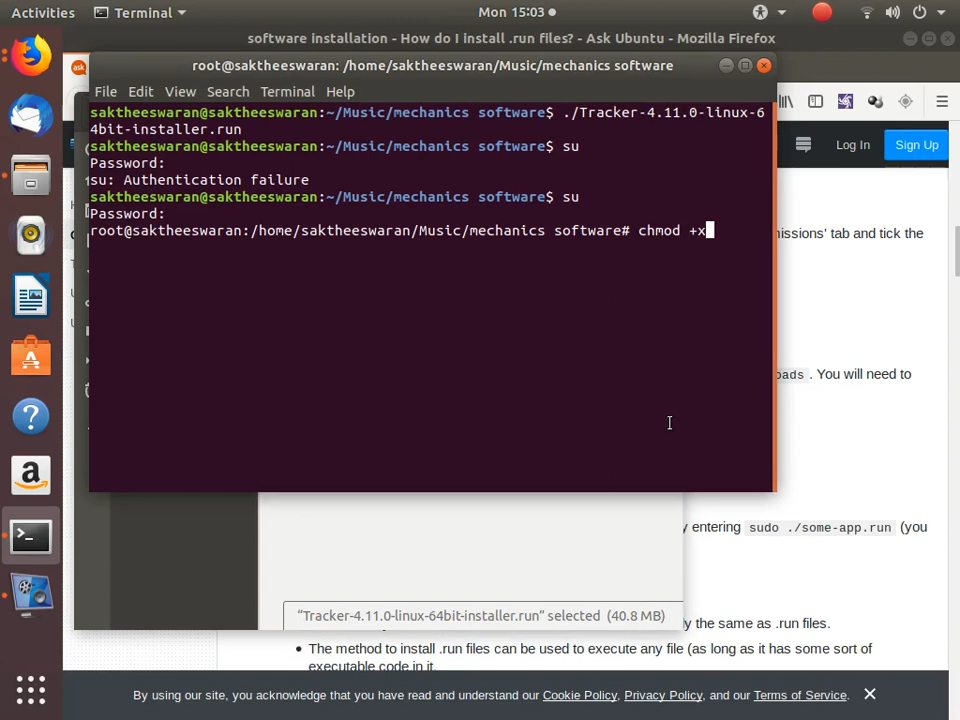 Activities
Terminal
Mon 15:03
software installation - How do I install .run files? - Ask Ubuntu - Mozilla Firefox
root@saktheeswaran: /home/saktheeswaran/Music/mechanics software
ask
File Edit View Search Terminal Help
saktheeswaran@saktheeswaran:~/Music/mechanics software$ ./Tracker-4.11.0-linux-6
4bit-installer.run
saktheeswaran@saktheeswaran:~/Music/mechanics software$ su
Password:
su: Authentication failure
saktheeswaran@saktheeswaran:~/Music/mechanics software$ su
Password:
root@saktheeswaran:/home/saktheeswaran/Music/mechanics software# chmod +x
Log In
Sign Up
missions' tab and tick the
oads. You will need to
y entering sudo ./some-app.run (you
“Tracker-4.11.0-linux-64bit-installer.run” selected (40.8 MB)
ly the same as .run files.
• The method to install .run files can be used to execute any file (as long as it has some sort of
executable code in it.
By using our site, you acknowledge that you have read and understand our Cookie Policy, Privacy Policy, and our Terms of Service.